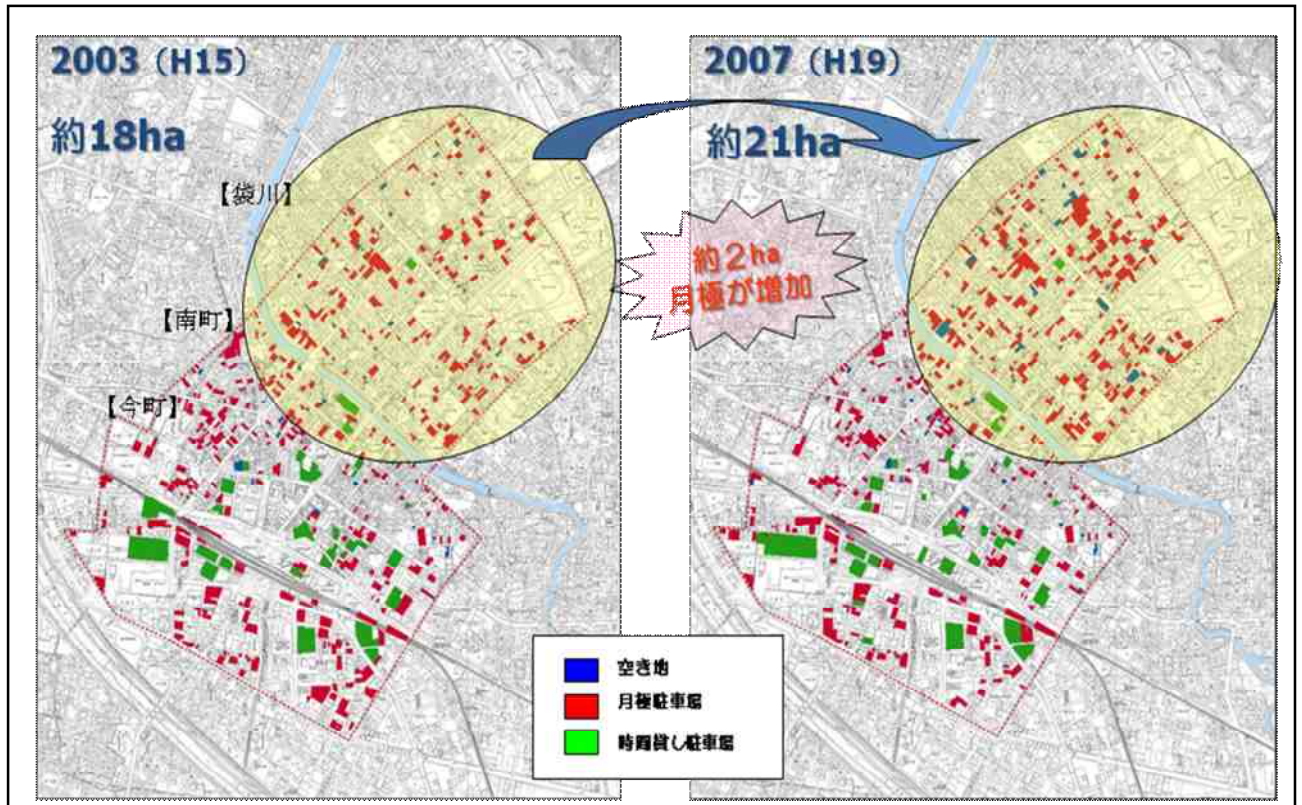 2003（H15）
約18ha
【袋川】
【南町】
【今町】
2007（H19）
約21ha
約２ha
月極が増加
空き地
月極駐車場
時間貸し駐車場